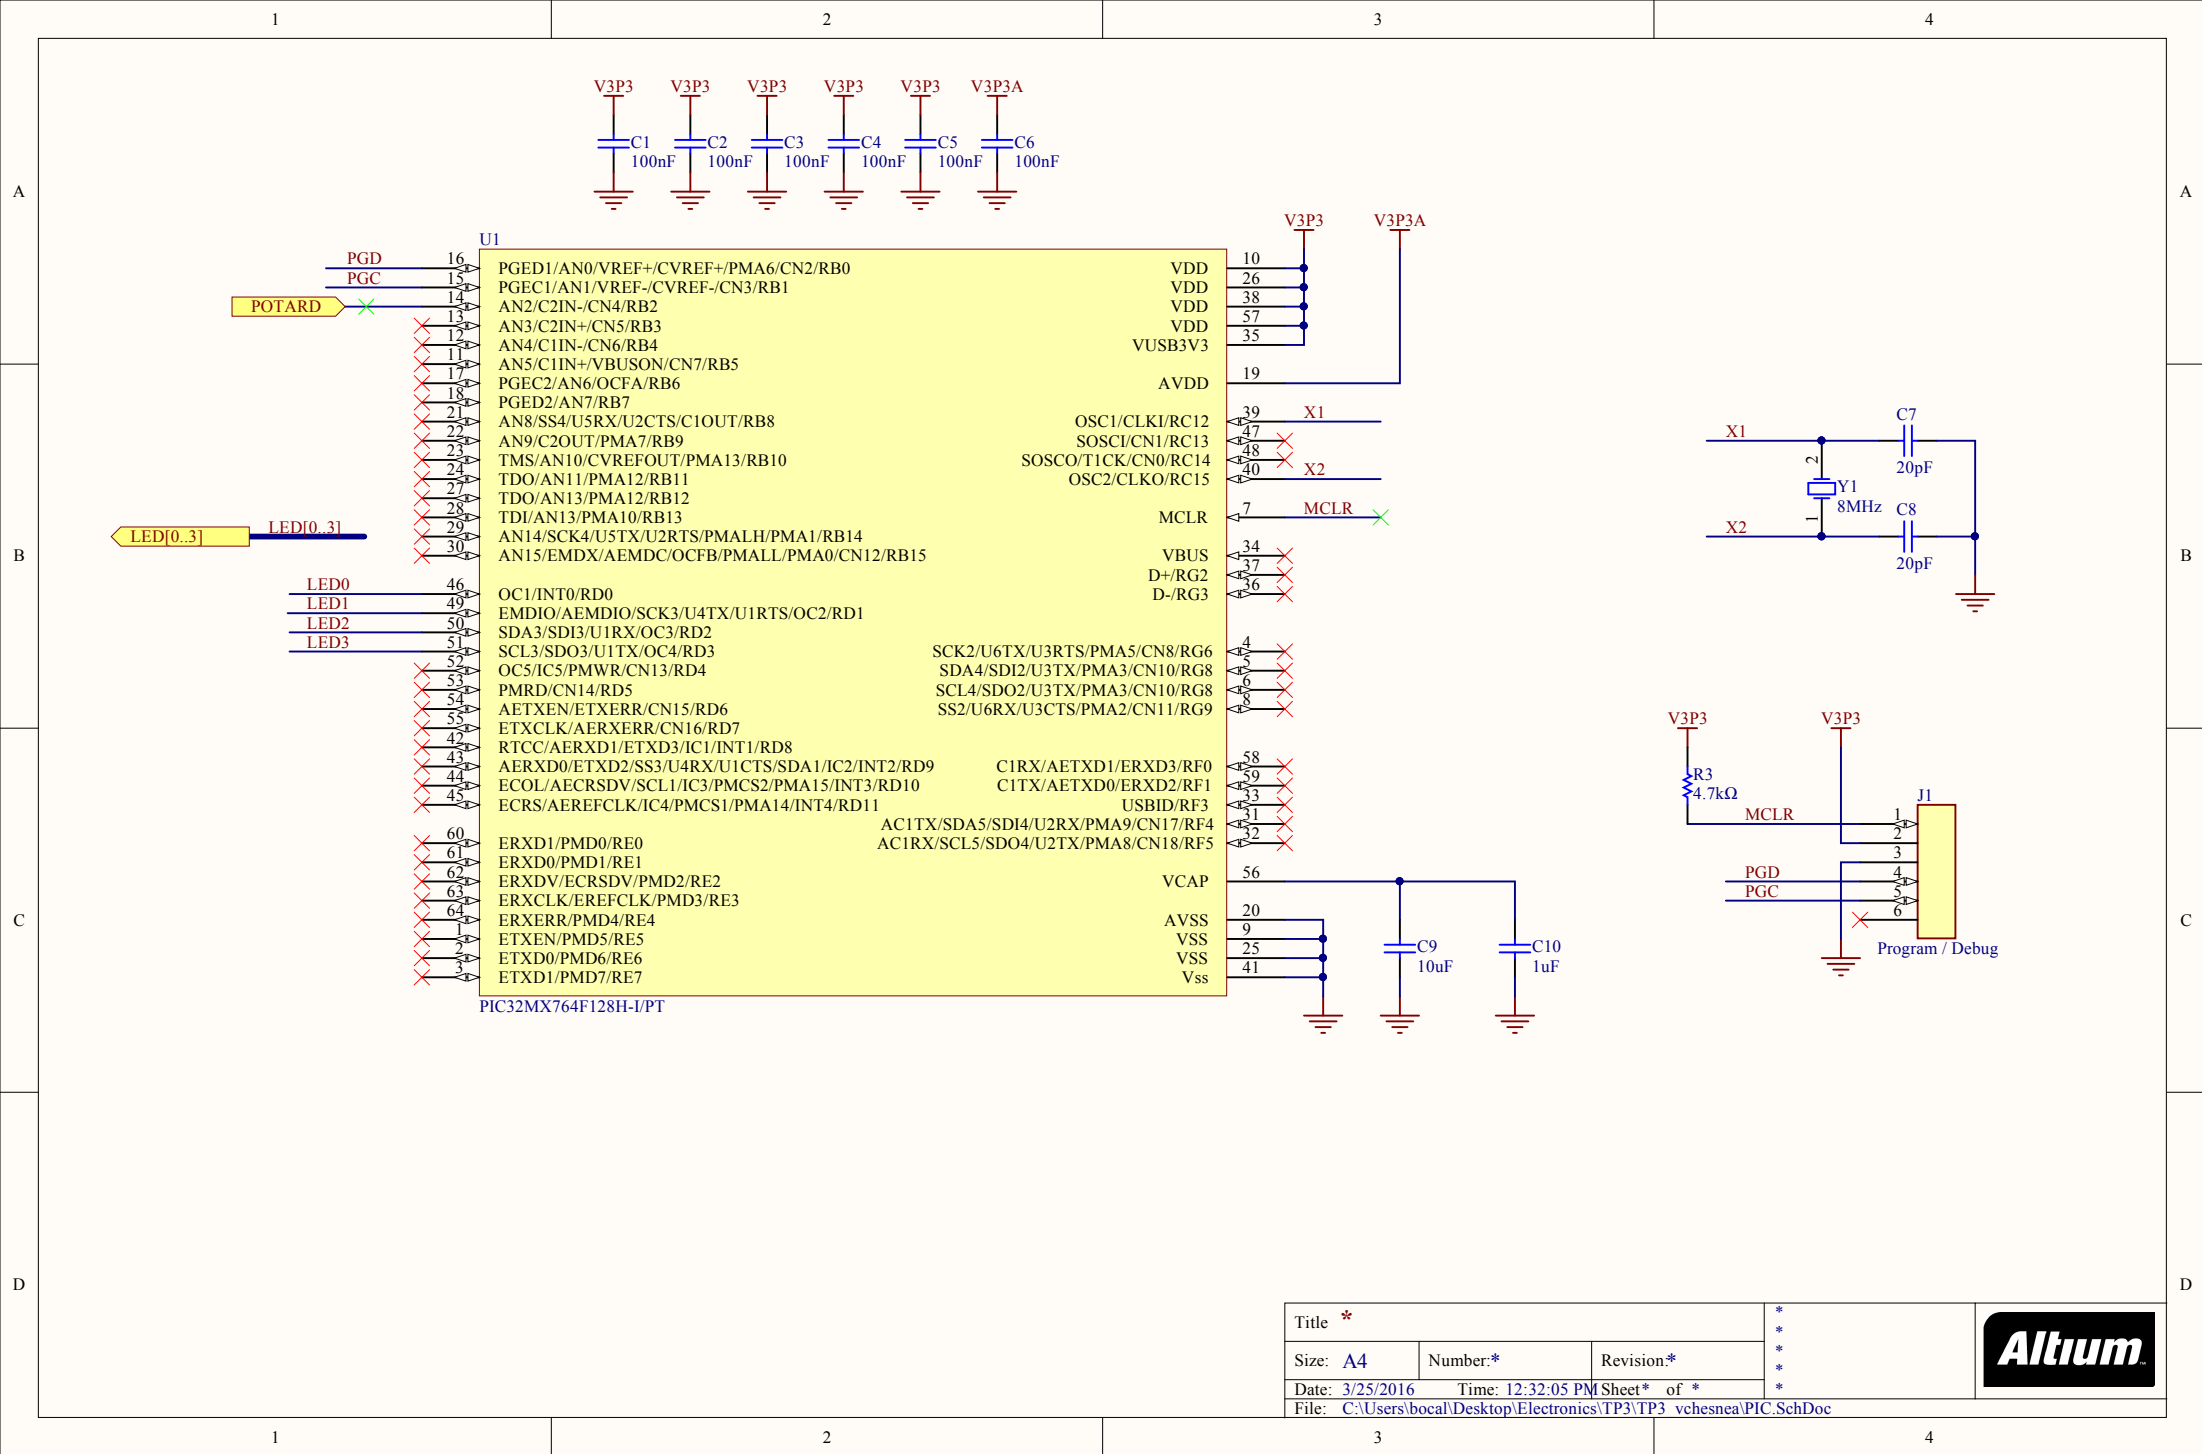 1 2 3 4
A A
B B
C C
D D
V3P3 V3P3 V3P3 V3P3 V3P3 V3P3A
C1 C2 C3 C4 C5 C6
100nF 100nF 100nF 100nF 100nF 100nF
V3P3 V3P3A
U1
PGD 16 PGED1/AN0/VREF+/CVREF+/PMA6/CN2/RB0
PGC 15 PGEC1/AN1/VREF-/CVREF-/CN3/RB1
POTARD 14 AN2/C2IN-/CN4/RB2
13 AN3/C2IN+/CN5/RB3
12 AN4/C1IN-/CN6/RB4
11 AN5/C1IN+/VBUSON/CN7/RB5
17 PGEC2/AN6/OCFA/RB6
18 PGED2/AN7/RB7
21 AN8/SS4/U5RX/U2CTS/C1OUT/RB8
22 AN9/C2OUT/PMA7/RB9
23 TMS/AN10/CVREFOUT/PMA13/RB10
24 TDO/AN11/PMA12/RB11
27 TDO/AN13/PMA12/RB12
28 TDI/AN13/PMA10/RB13
29 AN14/SCK4/U5TX/U2RTS/PMALH/PMA1/RB14
30 AN15/EMDX/AEMDC/OCFB/PMALL/PMA0/CN12/RB15
LED[0..3] LED[0..3]
LED0 46 OC1/INT0/RD0
LED1 49 EMDIO/AEMDIO/SCK3/U4TX/U1RTS/OC2/RD1
LED2 50 SDA3/SDI3/U1RX/OC3/RD2
LED3 51 SCL3/SDO3/U1TX/OC4/RD3
52 OC5/IC5/PMWR/CN13/RD4
53 PMRD/CN14/RD5
54 AETXEN/ETXERR/CN15/RD6
55 ETXCLK/AERXERR/CN16/RD7
42 RTCC/AERXD1/ETXD3/IC1/INT1/RD8
43 AERXD0/ETXD2/SS3/U4RX/U1CTS/SDA1/IC2/INT2/RD9
44 ECOL/AECRSDV/SCL1/IC3/PMCS2/PMA15/INT3/RD10
45 ECRS/AEREFCLK/IC4/PMCS1/PMA14/INT4/RD11
60 ERXD1/PMD0/RE0
61 ERXD0/PMD1/RE1
62 ERXDV/ECRSDV/PMD2/RE2
63 ERXCLK/EREFCLK/PMD3/RE3
64 ERXERR/PMD4/RE4
1 ETXEN/PMD5/RE5
2 ETXD0/PMD6/RE6
3 ETXD1/PMD7/RE7
PIC32MX764F128H-I/PT
VDD 10
VDD 26
VDD 38
VDD 57
VUSB3V3 35
AVDD 19
OSC1/CLKI/RC12 39 X1
SOSCI/CN1/RC13 47
SOSCO/T1CK/CN0/RC14 48
OSC2/CLKO/RC15 40 X2
MCLR 7 MCLR
VBUS 34
D+/RG2 37
D-/RG3 36
SCK2/U6TX/U3RTS/PMA5/CN8/RG6 4
SDA4/SDI2/U3TX/PMA3/CN10/RG8 5
SCL4/SDO2/U3TX/PMA3/CN10/RG8 6
SS2/U6RX/U3CTS/PMA2/CN11/RG9 8
C1RX/AETXD1/ERXD3/RF0 58
C1TX/AETXD0/ERXD2/RF1 59
USBID/RF3 33
AC1TX/SDA5/SDI4/U2RX/PMA9/CN17/RF4 31
AC1RX/SCL5/SDO4/U2TX/PMA8/CN18/RF5 32
VCAP 56
AVSS 20
VSS 9
VSS 25
Vss 41
C9 C10
10uF 1uF
C7
X1
20pF
2
Y1
8MHz
1
C8
X2
20pF
V3P3 V3P3
R3
4.7kΩ
J1
MCLR 1
2
3
PGD 4
PGC 5
6
Program / Debug
Title *
Size: A4 Number:* Revision:*
Date: 3/25/2016 Time: 12:32:05 PM Sheet* of *
File: C:\Users\bocal\Desktop\Electronics\TP3\TP3_vchesnea\PIC.SchDoc
*
*
*
*
*
Altium
1 2 3 4